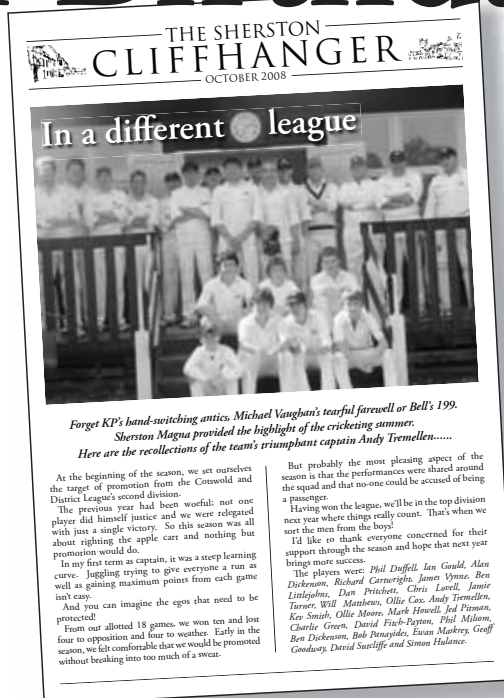 THE SHERSTON
CLIFFHANGER
OCTOBER 2008
In a different league
Forget KP's hand-switching antics, Michael Vaughan's tearful farewell or Bell's 199.
Sherston Magna provided the highlight of the cricketing summer.
Here are the recollections of the team's triumphant captain Andy Tremellen......
At the beginning of the season, we set ourselves
the target of promotion from the Cotswold and
District League's second division.
The previous year had been woeful; not one
player did himself justice and we were relegated
with just a single victory. So this season was all
about righting the apple cart and nothing but
promotion would do.
In my first term as captain, it was a steep learning
curve. Juggling trying to give everyone a run as
well as gaining maximum points from each game
isn't easy.
And you can imagine the egos that need to be
protected!
From our allotted 18 games, we won ten and lost
four to opposition and four to weather. Early in the
season, we felt comfortable that we would be promoted
without breaking into too much of a sweat.
But probably the most pleasing aspect of the
season is that the performances were shared around
the squad and that no-one could be accused of being
a passenger.
Having won the league, we'll be in the top division
next year where things really count. That's when we
sort the men from the boys!
I'd like to thank everyone concerned for their
support through the season and hope that next year
brings more success.
The players were: Phil Duffell, Ian Gould, Alan
Dickenson, Richard Cartwright, James Vynne, Ben
Littlejohns, Dan Pritchett, Chris Lovell, Jamie
Turner, Will Matthews, Ollie Cox, Andy Tremellen,
Kev Smith, Ollie Moore, Mark Howell, Jed Pitman,
Charlie Green, David Fitch-Payton, Phil Milsom,
Ben Dickenson, Bob Panayides, Ewan Markrey, Geoff
Goodway, David Sutcliffe and Simon Hulance.